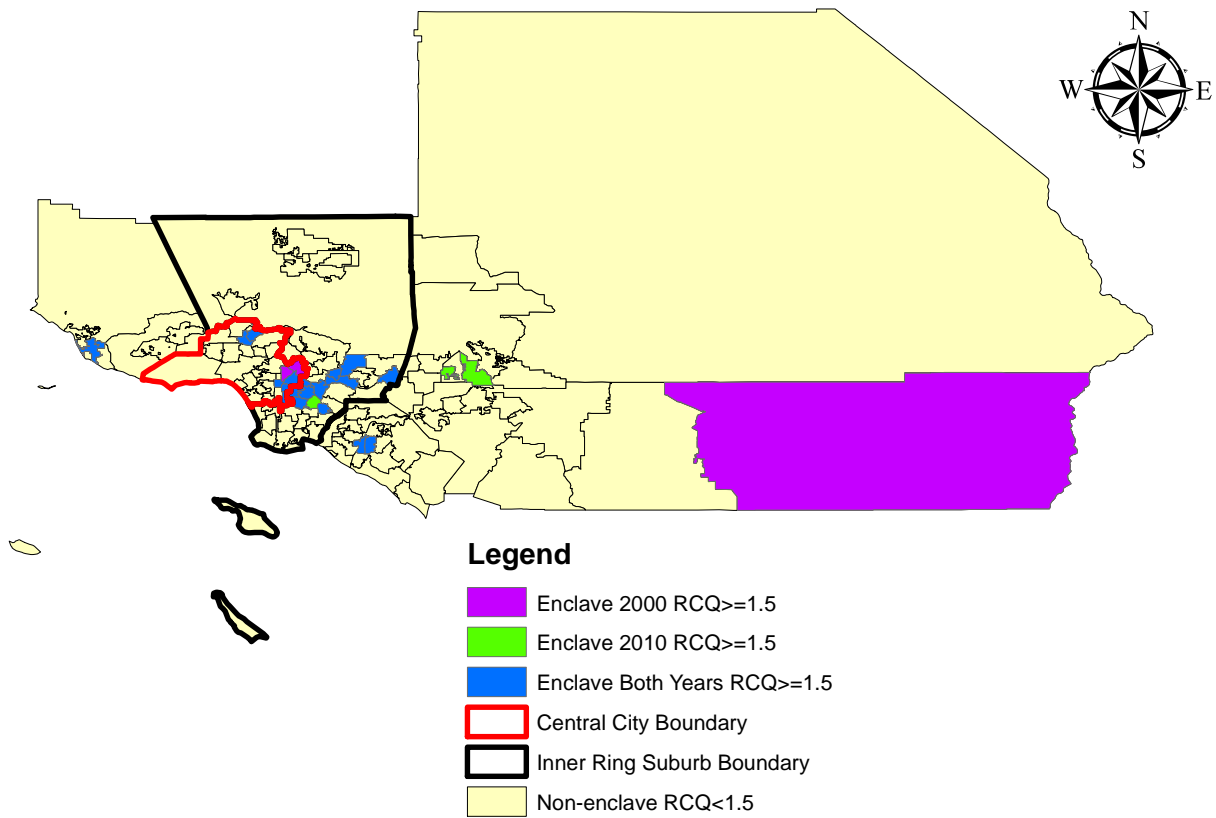 N
W E
S
Legend
Enclave 2000 RCQ>=1.5
Enclave 2010 RCQ>=1.5
Enclave Both Years RCQ>=1.5
Central City Boundary
Inner Ring Suburb Boundary
Non-enclave RCQ<1.5